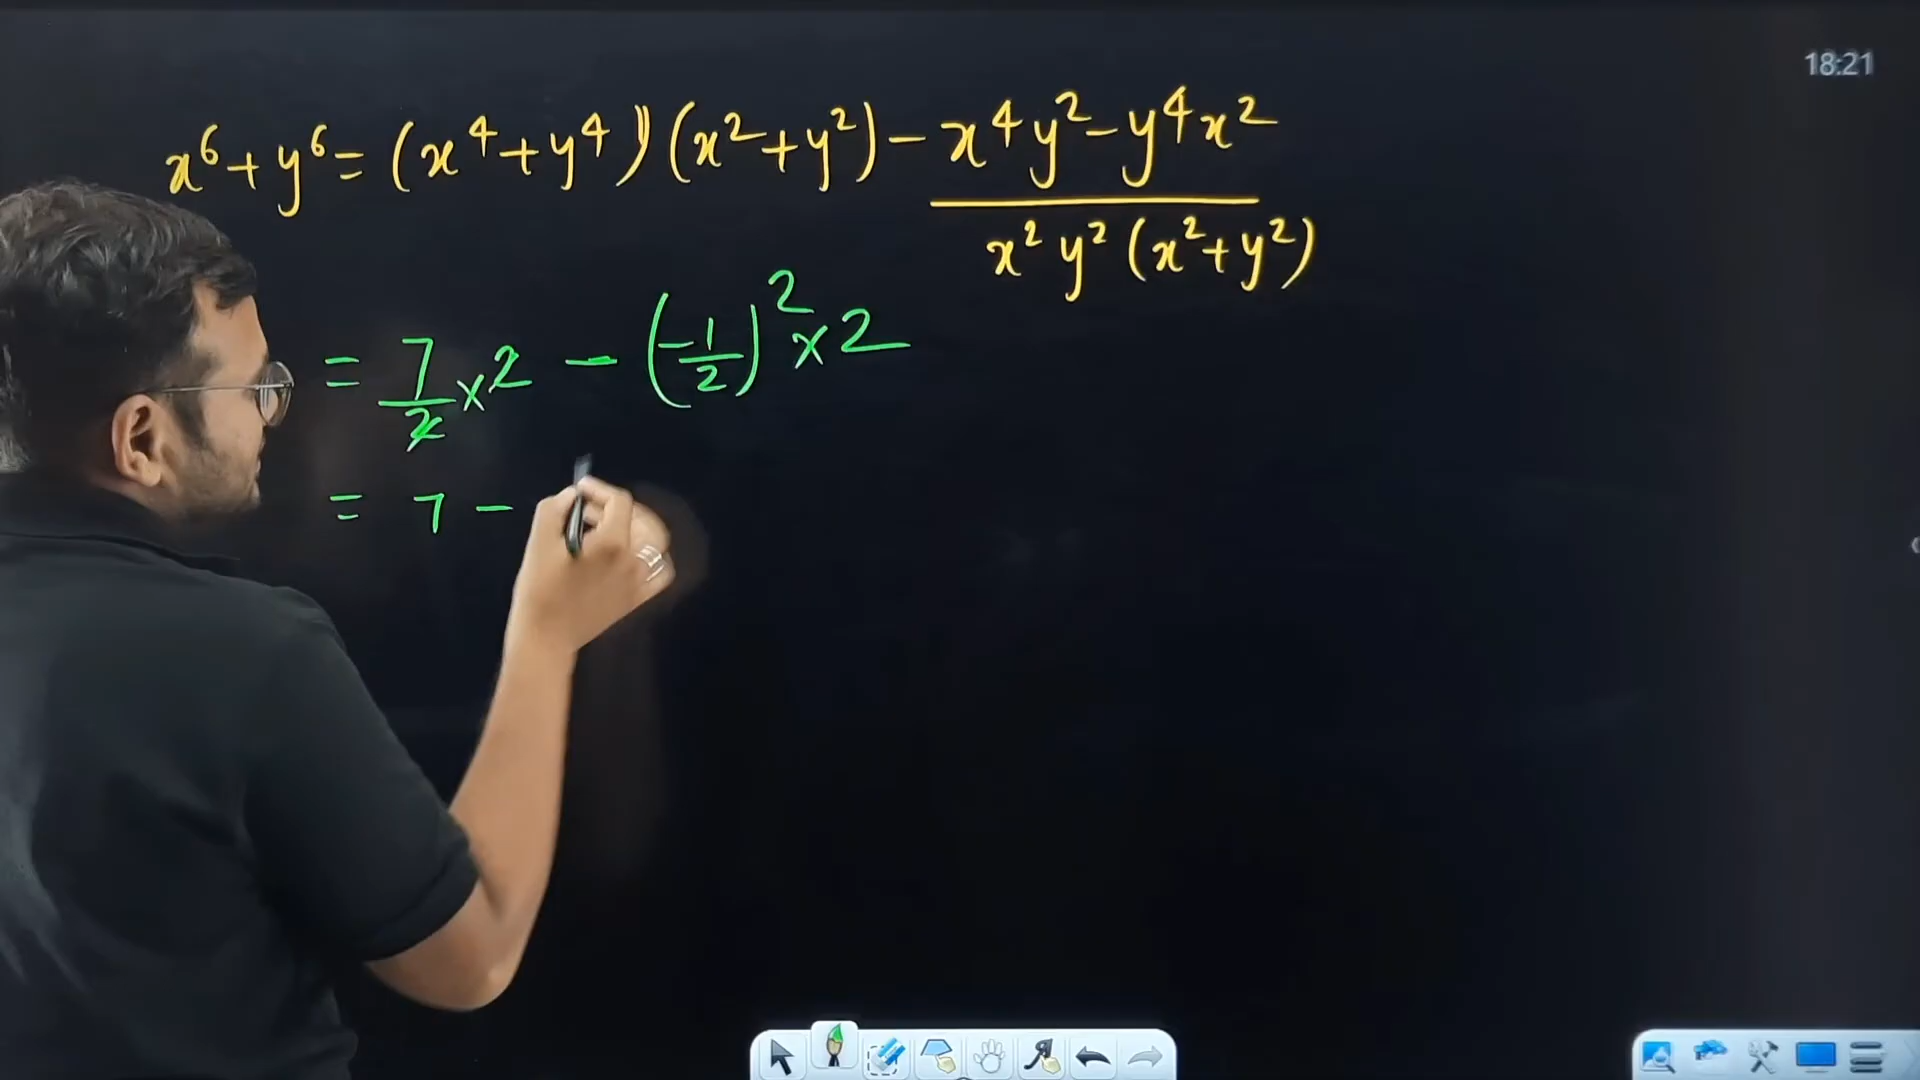 18:21
x⁶+y⁶=(x⁴+y⁴)(x²+y²)-x⁴y²-y⁴x²
x²y²(x²+y²)
= 7/2 x 2 - (-1/2)² x 2
= 7 -